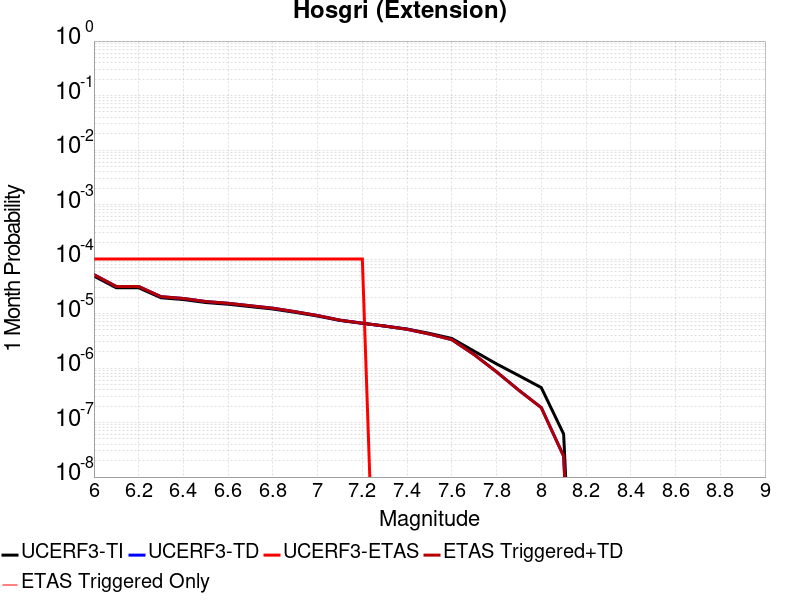 Hosgri (Extension)
10^0
10^-1
10^-2
10^-3
10^-4
10^-5
10^-6
10^-7
10^-8
1 Month Probability
6 6.2 6.4 6.6 6.8 7 7.2 7.4 7.6 7.8 8 8.2 8.4 8.6 8.8 9
Magnitude
UCERF3-TI UCERF3-TD UCERF3-ETAS ETAS Triggered+TD
ETAS Triggered Only